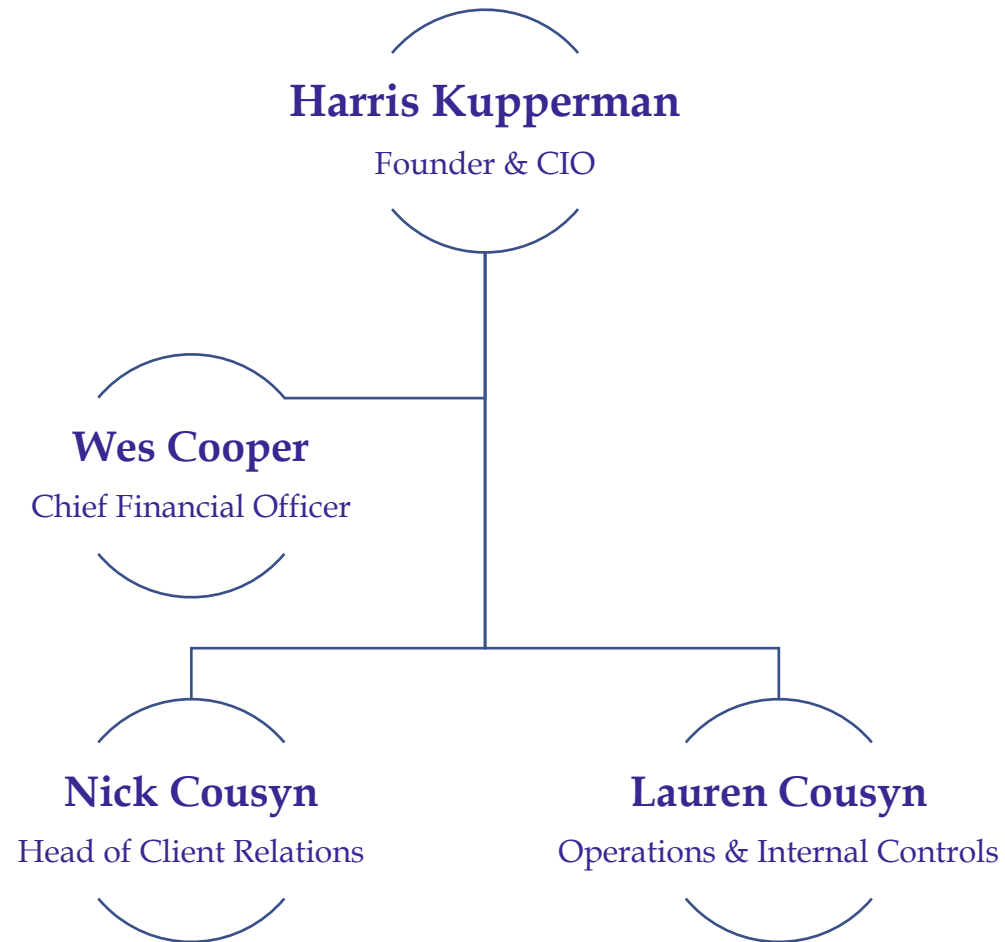 Harris Kupperman
Founder & CIO
Wes Cooper
Chief Financial Officer
Nick Cousyn
Head of Client Relations
Lauren Cousyn
Operations & Internal Controls